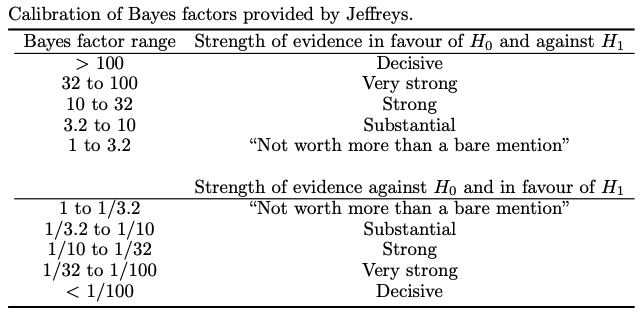 Calibration of Bayes factors provided by Jeffreys.
Bayes factor range Strength of evidence in favour of H0 and against H1
> 100 Decisive
32 to 100 Very strong
10 to 32 Strong
3.2 to 10 Substantial
1 to 3.2 “Not worth more than a bare mention”
Strength of evidence against H0 and in favour of H1
1 to 1/3.2 “Not worth more than a bare mention”
1/3.2 to 1/10 Substantial
1/10 to 1/32 Strong
1/32 to 1/100 Very strong
< 1/100 Decisive